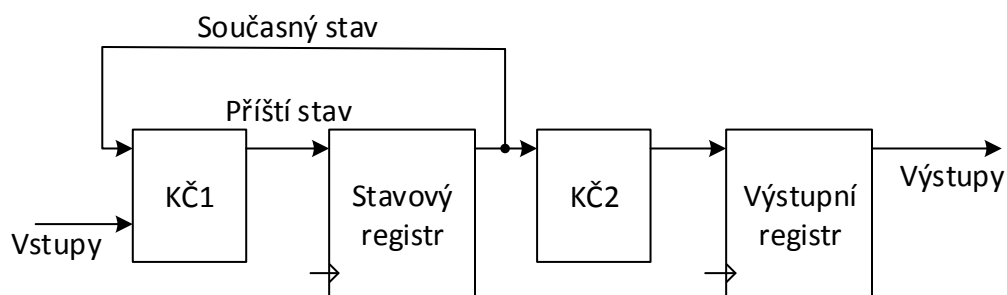 Současný stav
Příští stav
KČ1
Stavový
registr
KČ2
Výstupní
registr
Vstupy
Výstupy